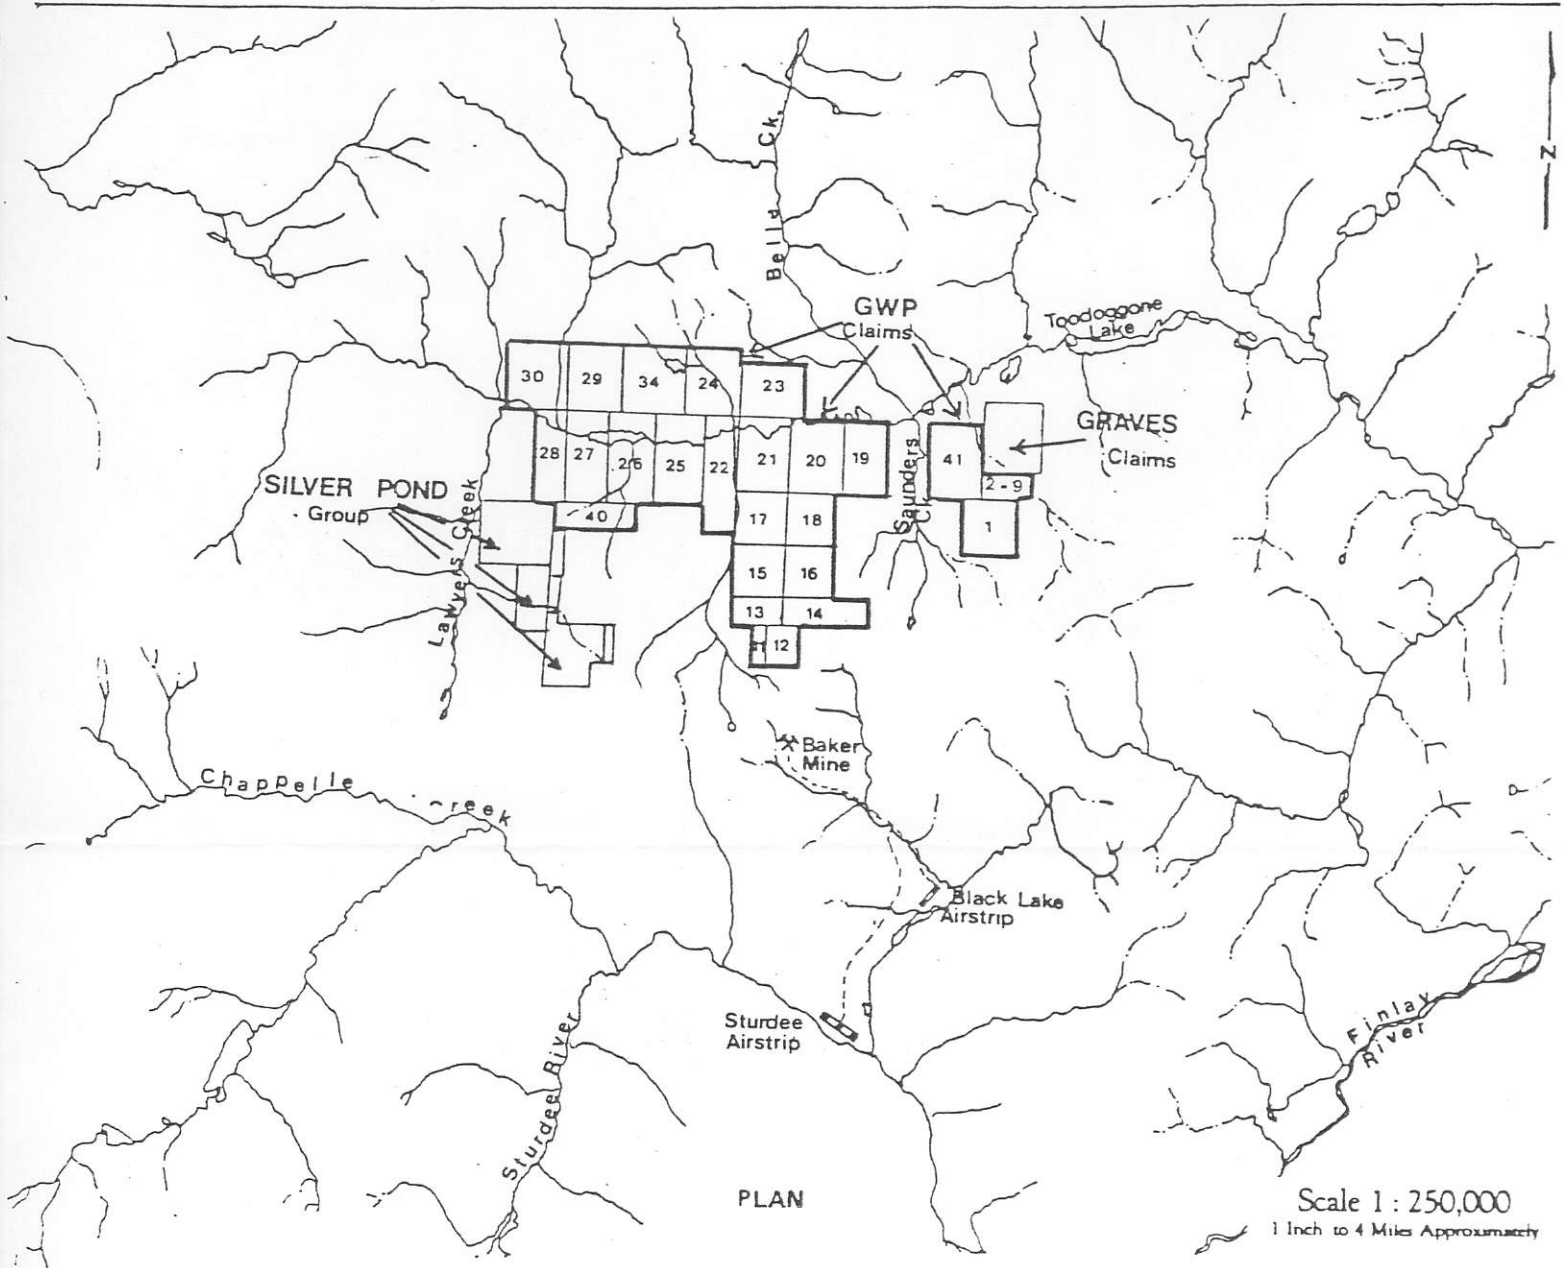 Bella Ck.
N
GWP
Claims
Toodoggone
Lake
30 29 34 24 23
GRAVES
Claims
28 27 26 25 22 21 20 19 41
2-9
SILVER POND
Group
Lawyers Creek
Saunders
Ck.
40 17 18 1
15 16
13 14
12
Baker
Mine
Chappelle
Black Lake
Airstrip
Sturdee
Airstrip
Sturdee River
Finlay
River
PLAN
Scale 1 : 250,000
1 Inch to 4 Miles Approximately